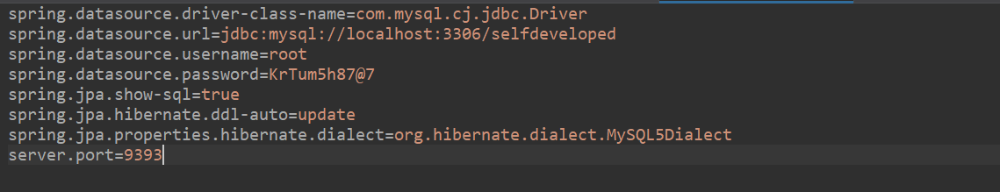 spring.datasource.driver-class-name=com.mysql.cj.jdbc.Driver
spring.datasource.url=jdbc:mysql://localhost:3306/selfdeveloped
spring.datasource.username=root
spring.datasource.password=KrTum5h87@7
spring.jpa.show-sql=true
spring.jpa.hibernate.ddl-auto=update
spring.jpa.properties.hibernate.dialect=org.hibernate.dialect.MySQL5Dialect
server.port=9393